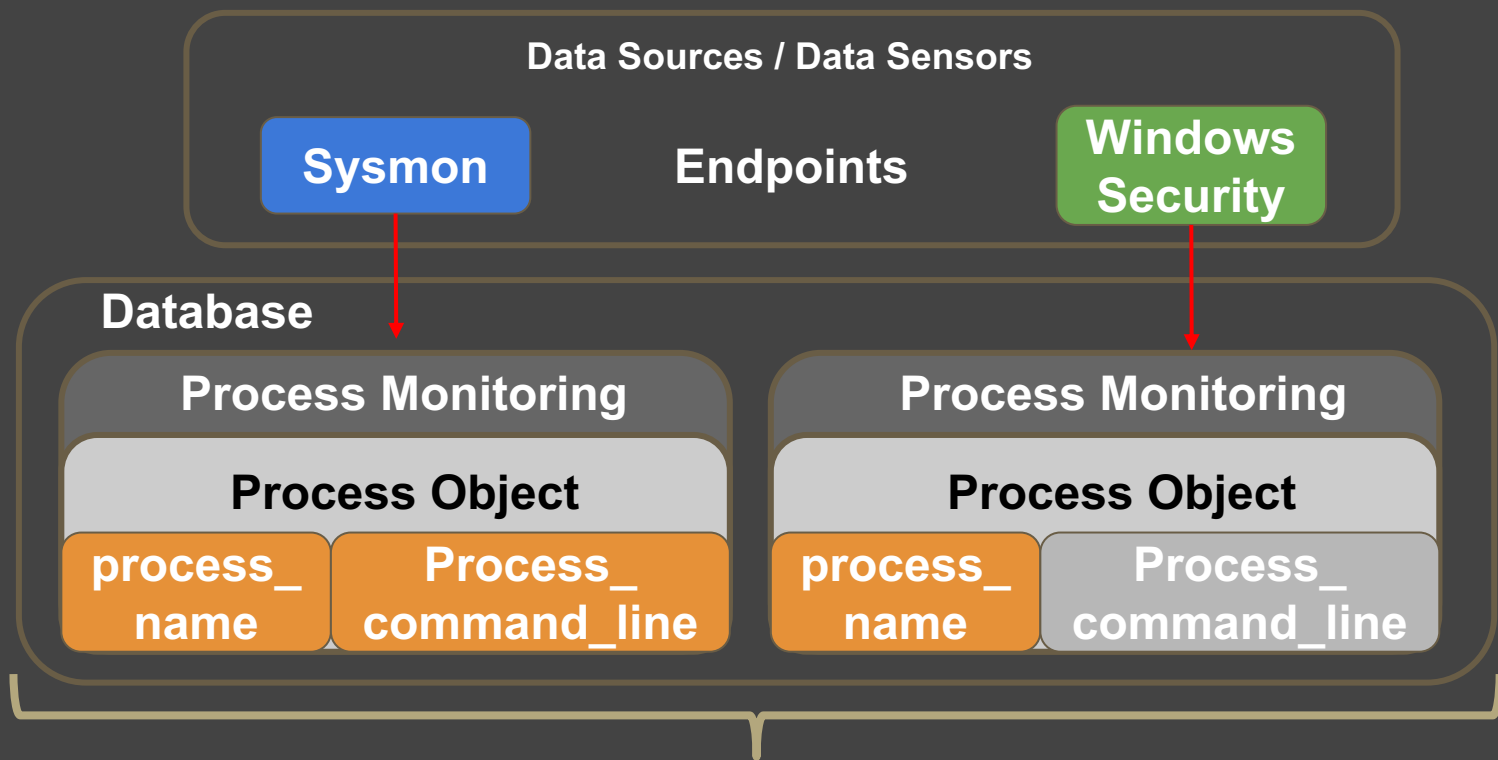 Data Sources / Data Sensors
Sysmon
Endpoints
Windows
Security
Database
Process Monitoring
Process Object
process_
name
Process_
command_line
Process Monitoring
Process Object
process_
name
Process_
command_line